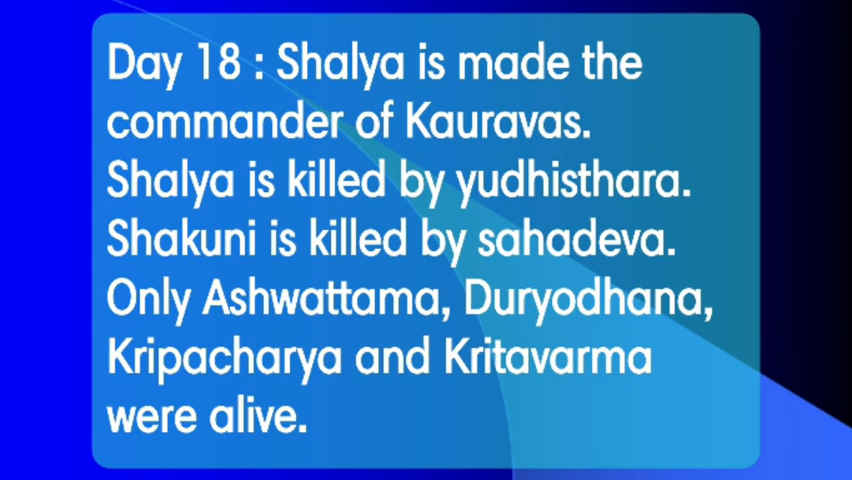 Day 18 : Shalya is made the
commander of Kauravas.
Shalya is killed by yudhisthara.
Shakuni is killed by sahadeva.
Only Ashwattama, Duryodhana,
Kripacharya and Kritavarma
were alive.